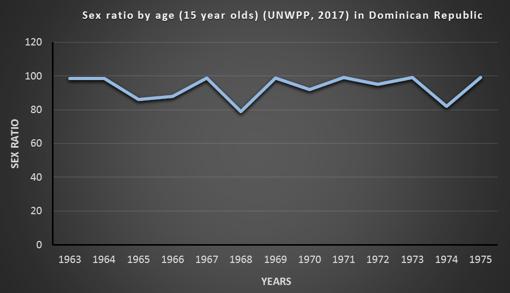 Sex ratio by age (15 year olds) (UNWPP, 2017) in Dominican Republic
120
100
80
60
40
20
0
SEX RATIO
1963 1964 1965 1966 1967 1968 1969 1970 1971 1972 1973 1974 1975
YEARS